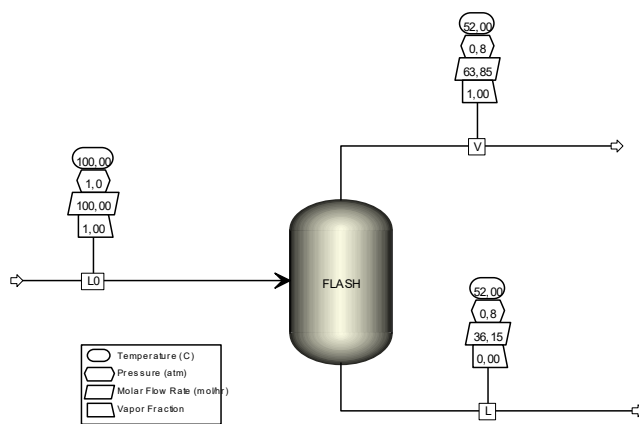 52,00
0,8
63,85
1,00
V
100,00
1,0
100,00
1,00
L0
FLASH
52,00
0,8
36,15
0,00
L
Temperature (C)
Pressure (atm)
Molar Flow Rate (mol/hr)
Vapor Fraction